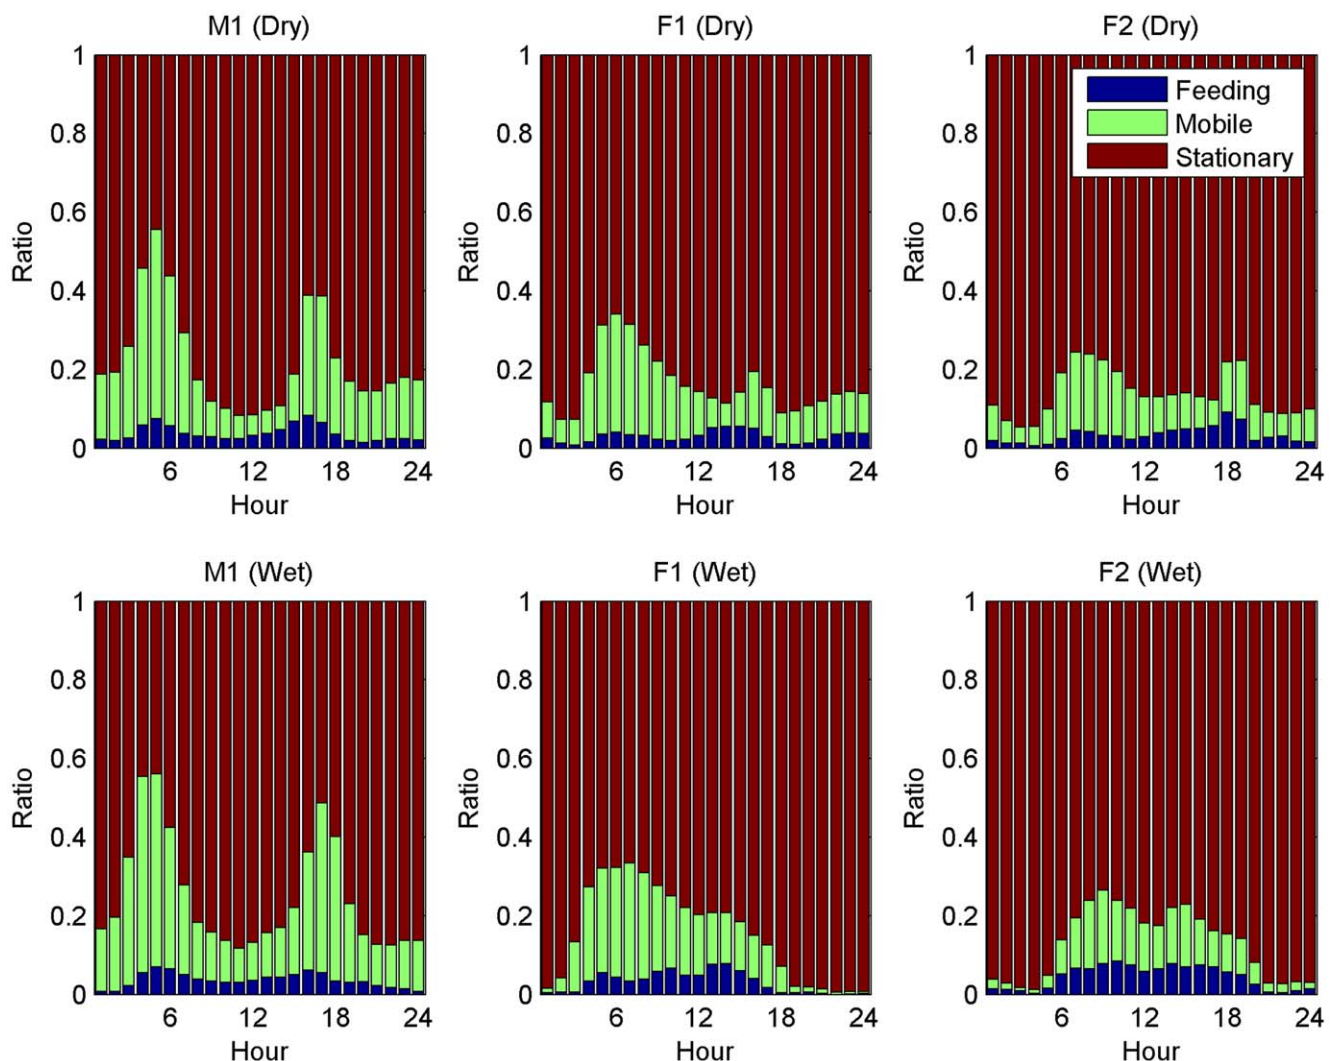 M1 (Dry)
1
0.8
0.6
0.4
0.2
0
Ratio
6 12 18 24
Hour
F1 (Dry)
1
0.8
0.6
0.4
0.2
0
Ratio
6 12 18 24
Hour
F2 (Dry)
1
0.8
0.6
0.4
0.2
0
Ratio
Feeding
Mobile
Stationary
6 12 18 24
Hour
M1 (Wet)
1
0.8
0.6
0.4
0.2
0
Ratio
6 12 18 24
Hour
F1 (Wet)
1
0.8
0.6
0.4
0.2
0
Ratio
6 12 18 24
Hour
F2 (Wet)
1
0.8
0.6
0.4
0.2
0
Ratio
6 12 18 24
Hour